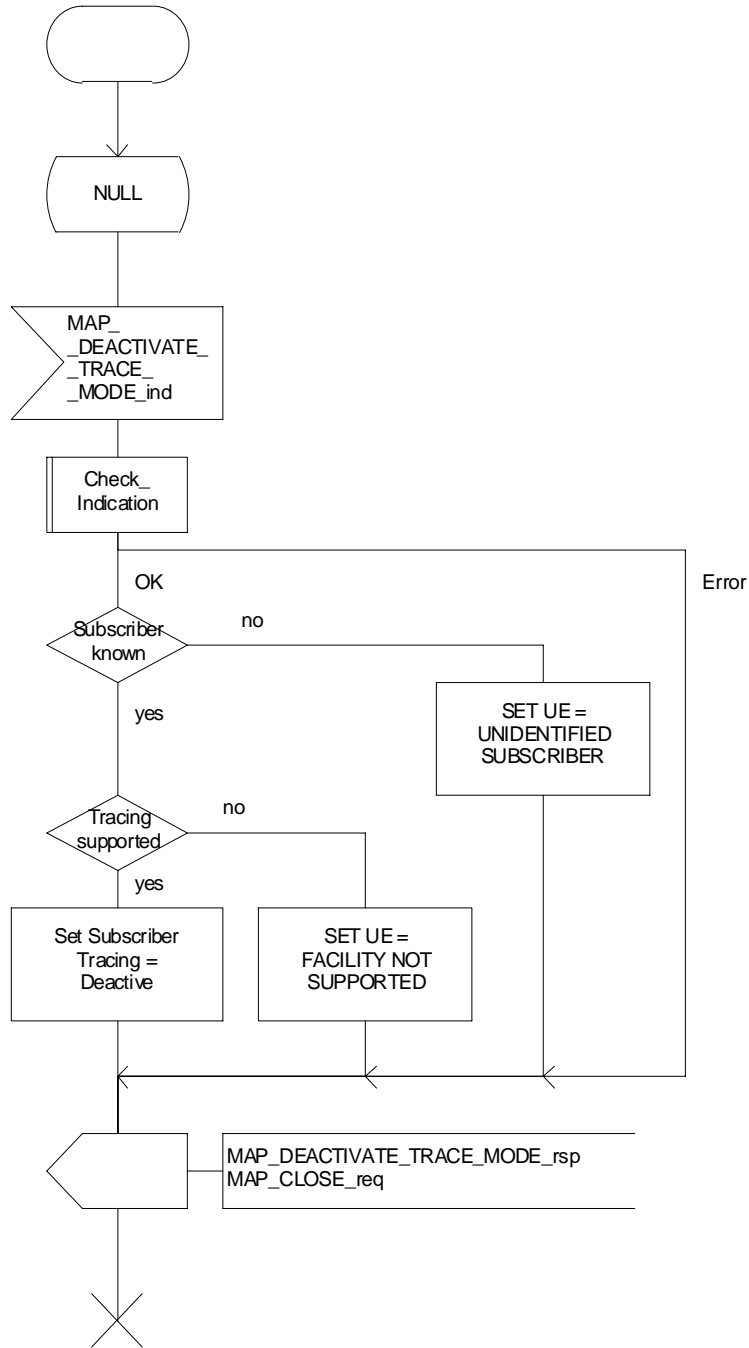 NULL
MAP_
_DEACTIVATE_
_TRACE_
_MODE_ind
Check_
Indication
OK
Error
Subscriber
known
no
yes
SET UE =
UNIDENTIFIED
SUBSCRIBER
Tracing
supported
no
yes
Set Subscriber
Tracing =
Deactive
SET UE =
FACILITY NOT
SUPPORTED
MAP_DEACTIVATE_TRACE_MODE_rsp
MAP_CLOSE_req